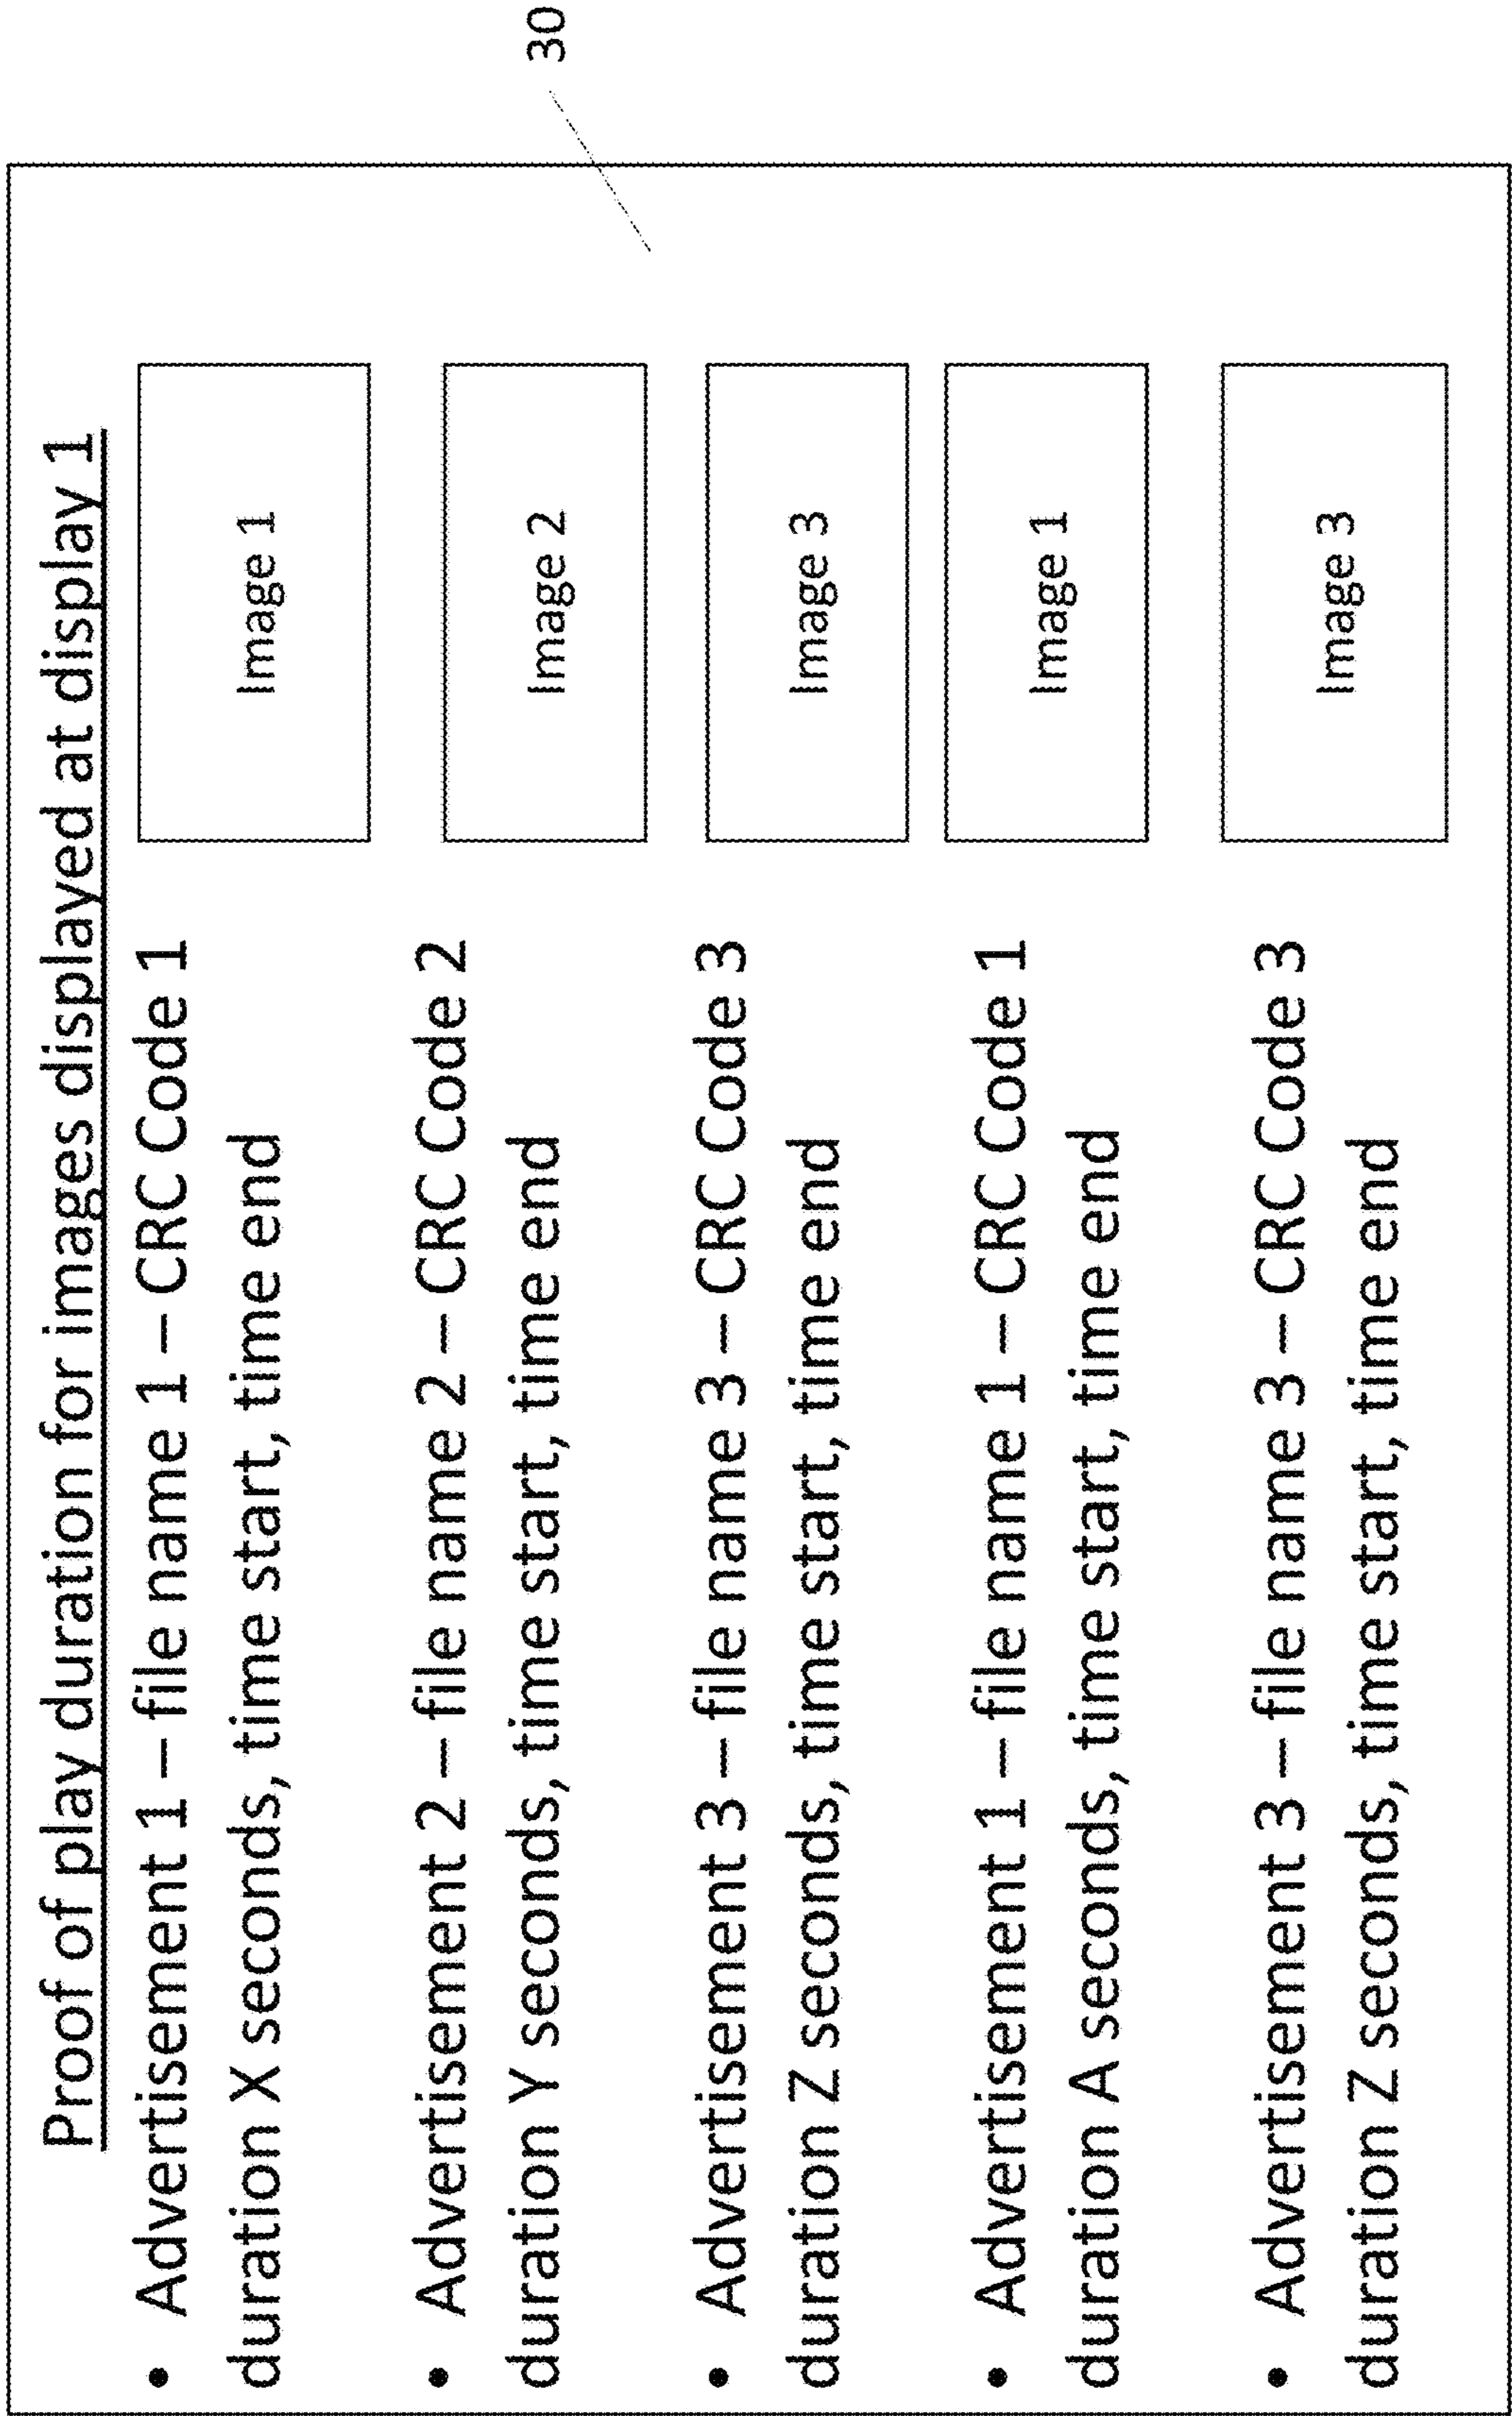 Proof of play duration for images displayed at display 1
• Advertisement 1 – file name 1 – CRC Code 1
duration X seconds, time start, time end
Image 1
• Advertisement 2 – file name 2 – CRC Code 2
duration Y seconds, time start, time end
Image 2
• Advertisement 3 – file name 3 – CRC Code 3
duration Z seconds, time start, time end
Image 3
• Advertisement 1 – file name 1 – CRC Code 1
duration A seconds, time start, time end
Image 1
• Advertisement 3 – file name 3 – CRC Code 3
duration Z seconds, time start, time end
Image 3
30